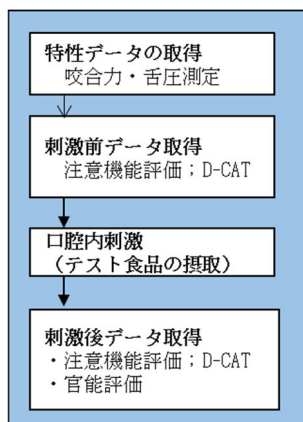 特性データの取得
咬合力・舌圧測定
刺激前データ取得
注意機能評価；D-CAT
口腔内刺激
（テスト食品の摂取）
刺激後データ取得
・注意機能評価；D-CAT
・官能評価